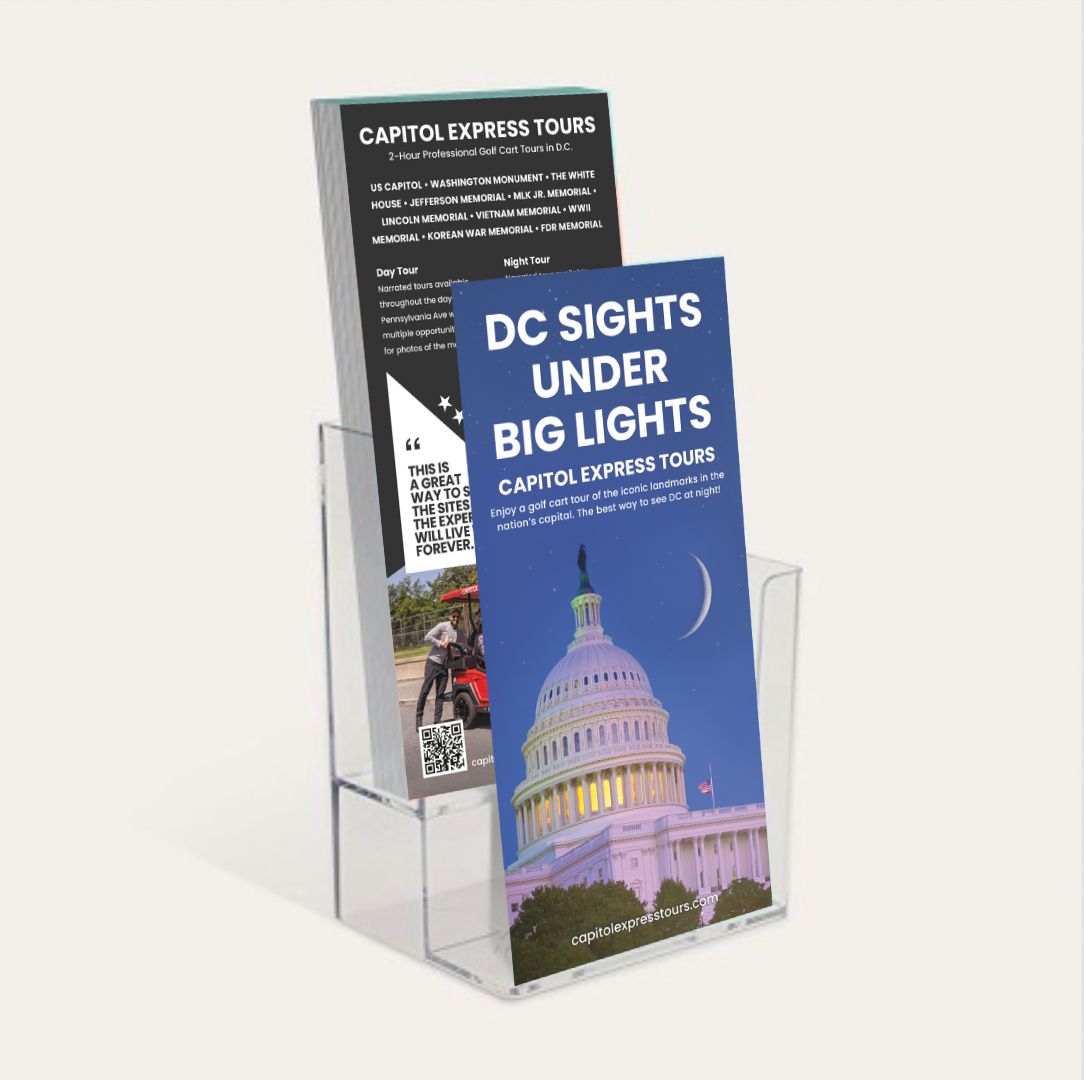 CAPITOL EXPRESS TOURS
2-Hour Professional Golf Cart Tours in D.C.
US CAPITOL • WASHINGTON MONUMENT • THE WHITE
HOUSE • JEFFERSON MEMORIAL • MLK JR. MEMORIAL •
LINCOLN MEMORIAL • VIETNAM MEMORIAL • WWII
MEMORIAL • KOREAN WAR MEMORIAL • FDR MEMORIAL
Day Tour
Narrated tours available
throughout the day
Pennsylvania Ave
multiple
for photos of the
Night Tour
Narrated tours available
“
THIS IS
A GREAT
WAY TO
THE SITES
THE
WILL LIVE
FOREVER.
DC SIGHTS
UNDER
BIG LIGHTS
CAPITOL EXPRESS TOURS
Enjoy a golf cart tour of the iconic landmarks in the
nation's capital. The best way to see DC at night!
capitolexpresstours.com